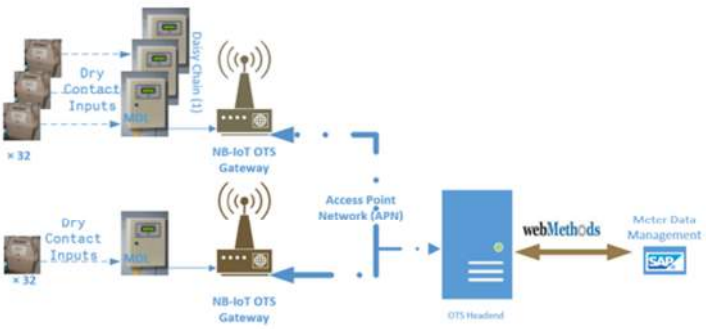 Dry
Contact
Inputs
Daisy Chain (1)
MDL
× 32
NB-IoT OTS
Gateway
Access Point
Network (APN)
Dry
Contact
Inputs
MDL
× 32
NB-IoT OTS
Gateway
OTS Headend
webMethods
Meter Data
Management
SAP